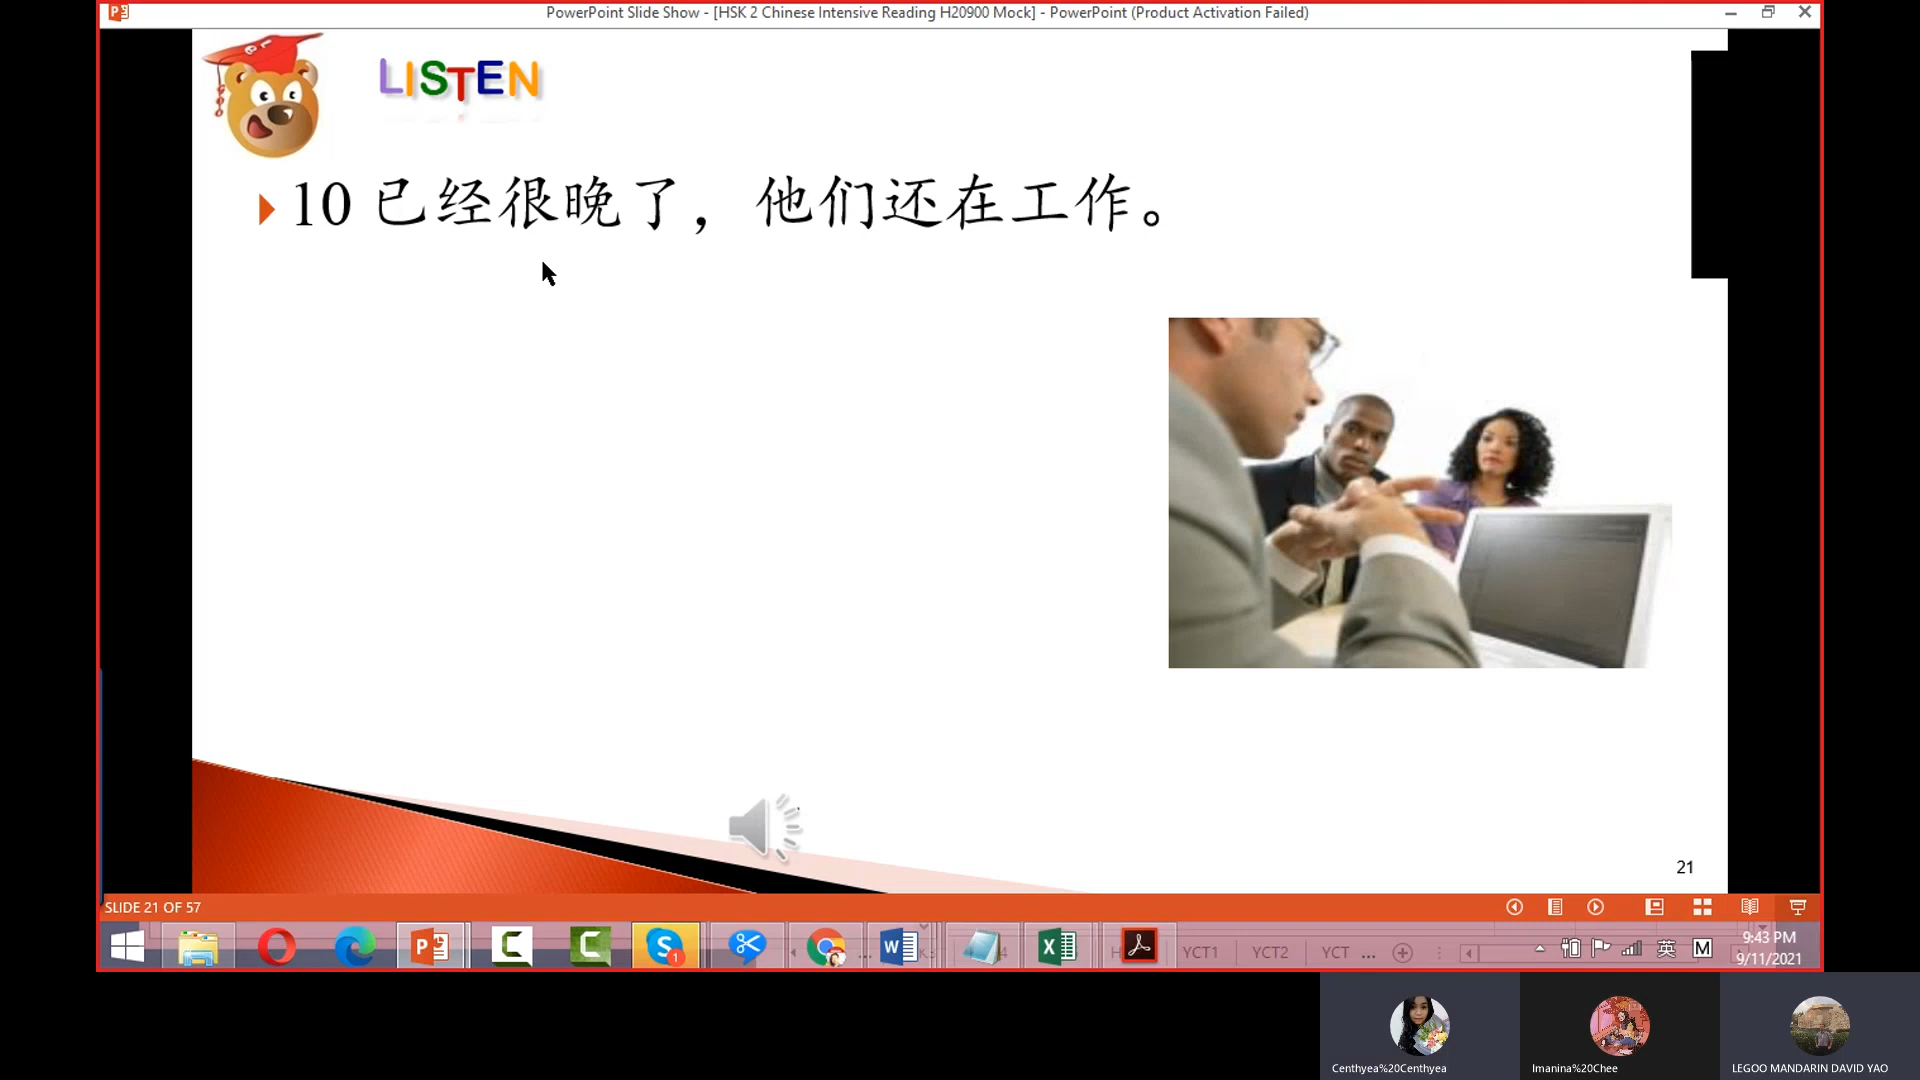 PowerPoint Slide Show - [HSK 2 Chinese Intensive Reading H20900 Mock] - PowerPoint (Product Activation Failed)
LISTEN
10 已经很晚了，他们还在工作。
21
SLIDE 21 OF 57
YCT1 YCT2 YCT ...
英 M
9:43 PM
9/11/2021
Centhyea%20Centhyea
Imanina%20Chee
LEGOO MANDARIN DAVID YAO